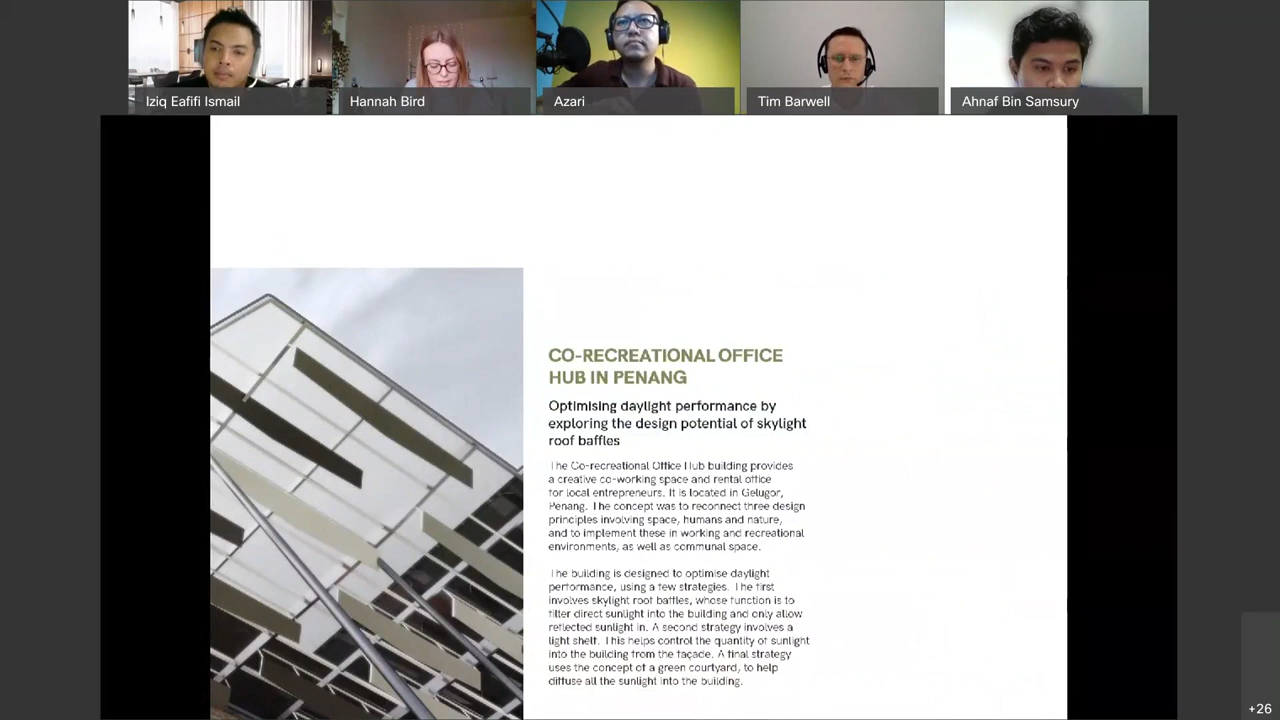 Iziq Eafifi Ismail
Hannah Bird
Azari
Tim Barwell
Ahnaf Bin Samsury
CO-RECREATIONAL OFFICE
HUB IN PENANG
Optimising daylight performance by
exploring the design potential of skylight
roof baffles
The Co-recreational Office Hub building provides
a creative co-working space and rental office
for local entrepreneurs. It is located in Gelugor,
Penang. The concept was to reconnect three design
principles involving space, humans and nature,
and to implement these in working and recreational
environments, as well as communal space.
The building is designed to optimise daylight
performance, using a few strategies. The first
involves skylight roof baffles, whose function is to
filter direct sunlight into the building and only allow
reflected sunlight in. A second strategy involves a
light shelf. This helps control the quantity of sunlight
into the building from the façade. A final strategy
uses the concept of a green courtyard, to help
diffuse all the sunlight into the building.
+26